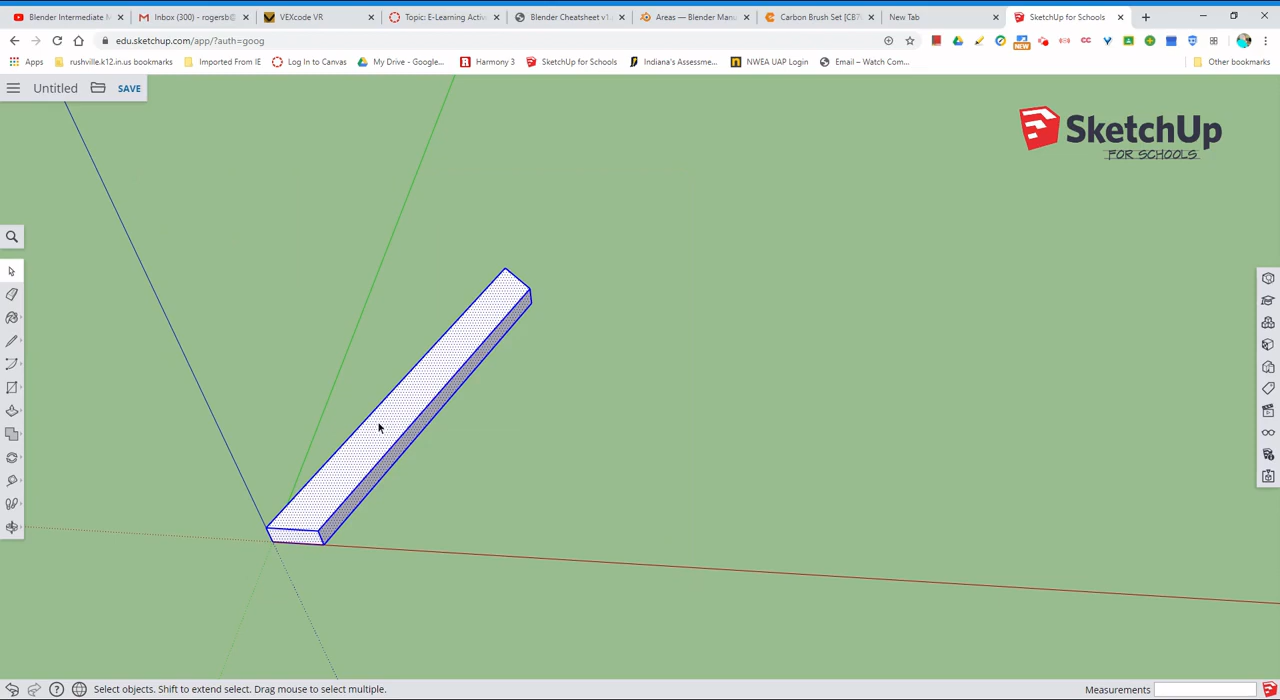 Blender Intermediate M
Inbox (300) - rogersb@
VEXcode VR
Topic: E-Learning Activ
Blender Cheatsheet v1.
Areas — Blender Manu
Carbon Brush Set [CB7
New Tab
SketchUp for Schools
edu.sketchup.com/app/?auth=goog
NEW
CC
Apps
rushville.k12.in.us bookmarks
Imported From IE
Log In to Canvas
My Drive - Google...
Harmony 3
SketchUp for Schools
Indiana's Assessme...
NWEA UAP Login
Email – Watch Com...
Other bookmarks
Untitled
SAVE
SketchUp
FOR SCHOOLS
Select objects. Shift to extend select. Drag mouse to select multiple.
Measurements